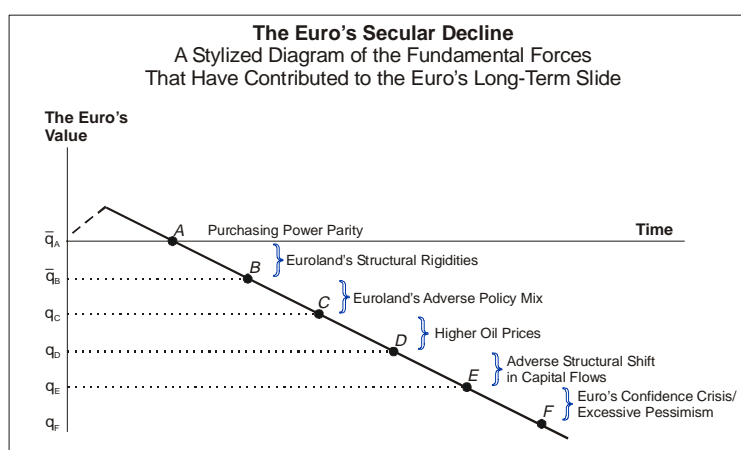 The Euro's Secular Decline
A Stylized Diagram of the Fundamental Forces
That Have Contributed to the Euro's Long-Term Slide
The Euro's
Value
A
Purchasing Power Parity
Time
q̅A
Euroland's Structural Rigidities
B
q̅B
Euroland's Adverse Policy Mix
C
qC
Higher Oil Prices
D
qD
Adverse Structural Shift
in Capital Flows
E
qE
Euro's Confidence Crisis/
Excessive Pessimism
F
qF